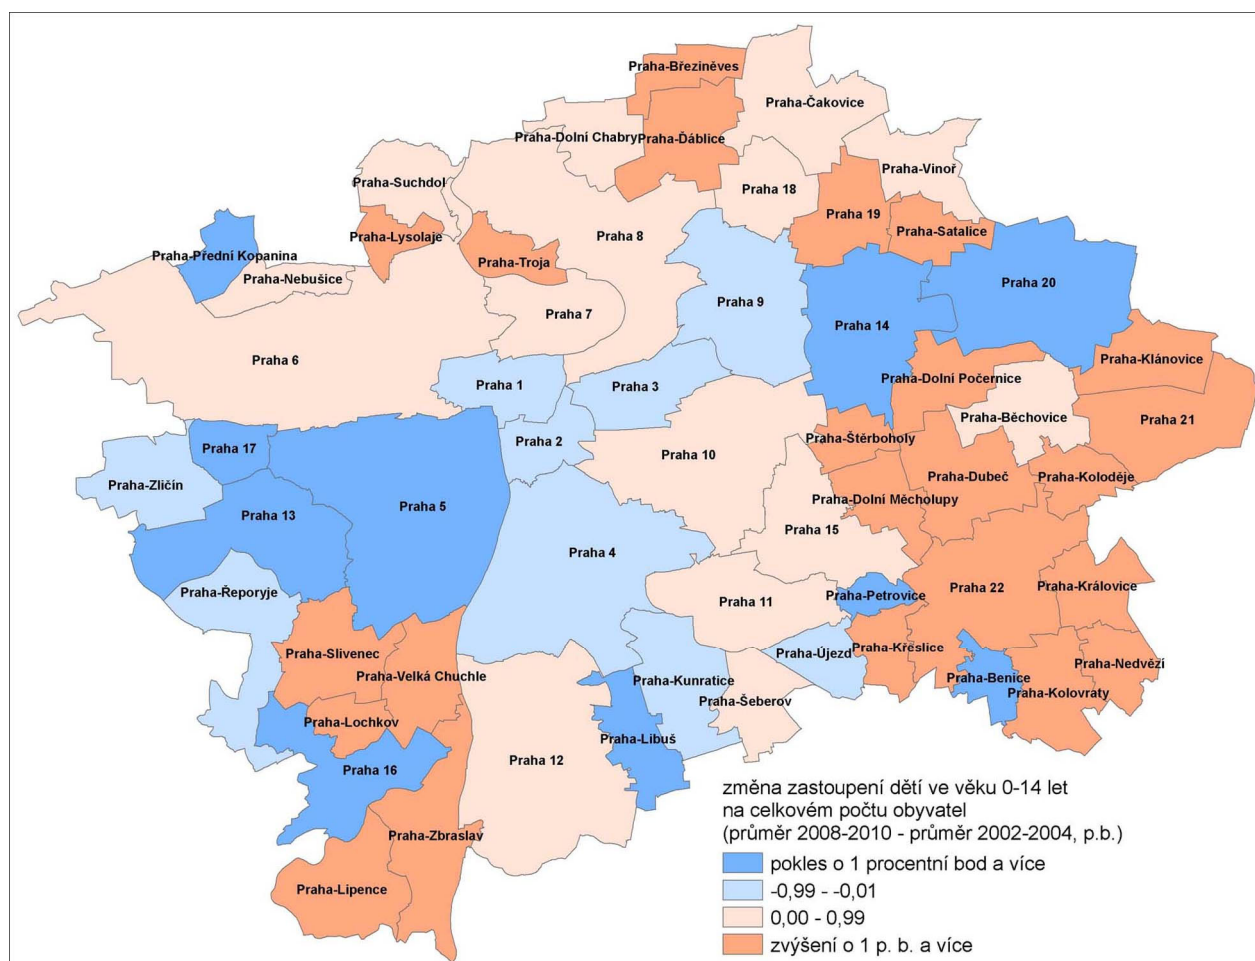 Praha-Březiněves
Praha-Čakovice
Praha-Dolní Chabry
Praha-Ďáblice
Praha-Vinoř
Praha-Suchdol
Praha 18
Praha 19
Praha-Satalice
Praha-Lysolaje
Praha 8
Praha-Troja
Praha-Přední Kopanina
Praha-Nebušice
Praha 20
Praha 9
Praha 7
Praha 14
Praha 6
Praha-Klánovice
Praha 1
Praha 3
Praha-Dolní Počernice
Praha-Běchovice
Praha 21
Praha 17
Praha 2
Praha-Štěrboholy
Praha 10
Praha-Zličín
Praha-Dubeč
Praha-Koloděje
Praha-Dolní Měcholupy
Praha 5
Praha 13
Praha 15
Praha 4
Praha-Řeporyje
Praha 22
Praha-Královice
Praha-Petrovice
Praha 11
Praha-Slivenec
Praha-Újezd
Praha-Křeslice
Praha-Nedvězí
Praha-Velká Chuchle
Praha-Kunratice
Praha-Benice
Praha-Kolovraty
Praha-Šeberov
Praha-Lochkov
Praha-Libuš
Praha 12
Praha 16
Praha-Zbraslav
Praha-Lipence
změna zastoupení dětí ve věku 0-14 let
na celkovém počtu obyvatel
(průměr 2008-2010 - průměr 2002-2004, p.b.)
pokles o 1 procentní bod a více
-0,99 - -0,01
0,00 - 0,99
zvýšení o 1 p. b. a více